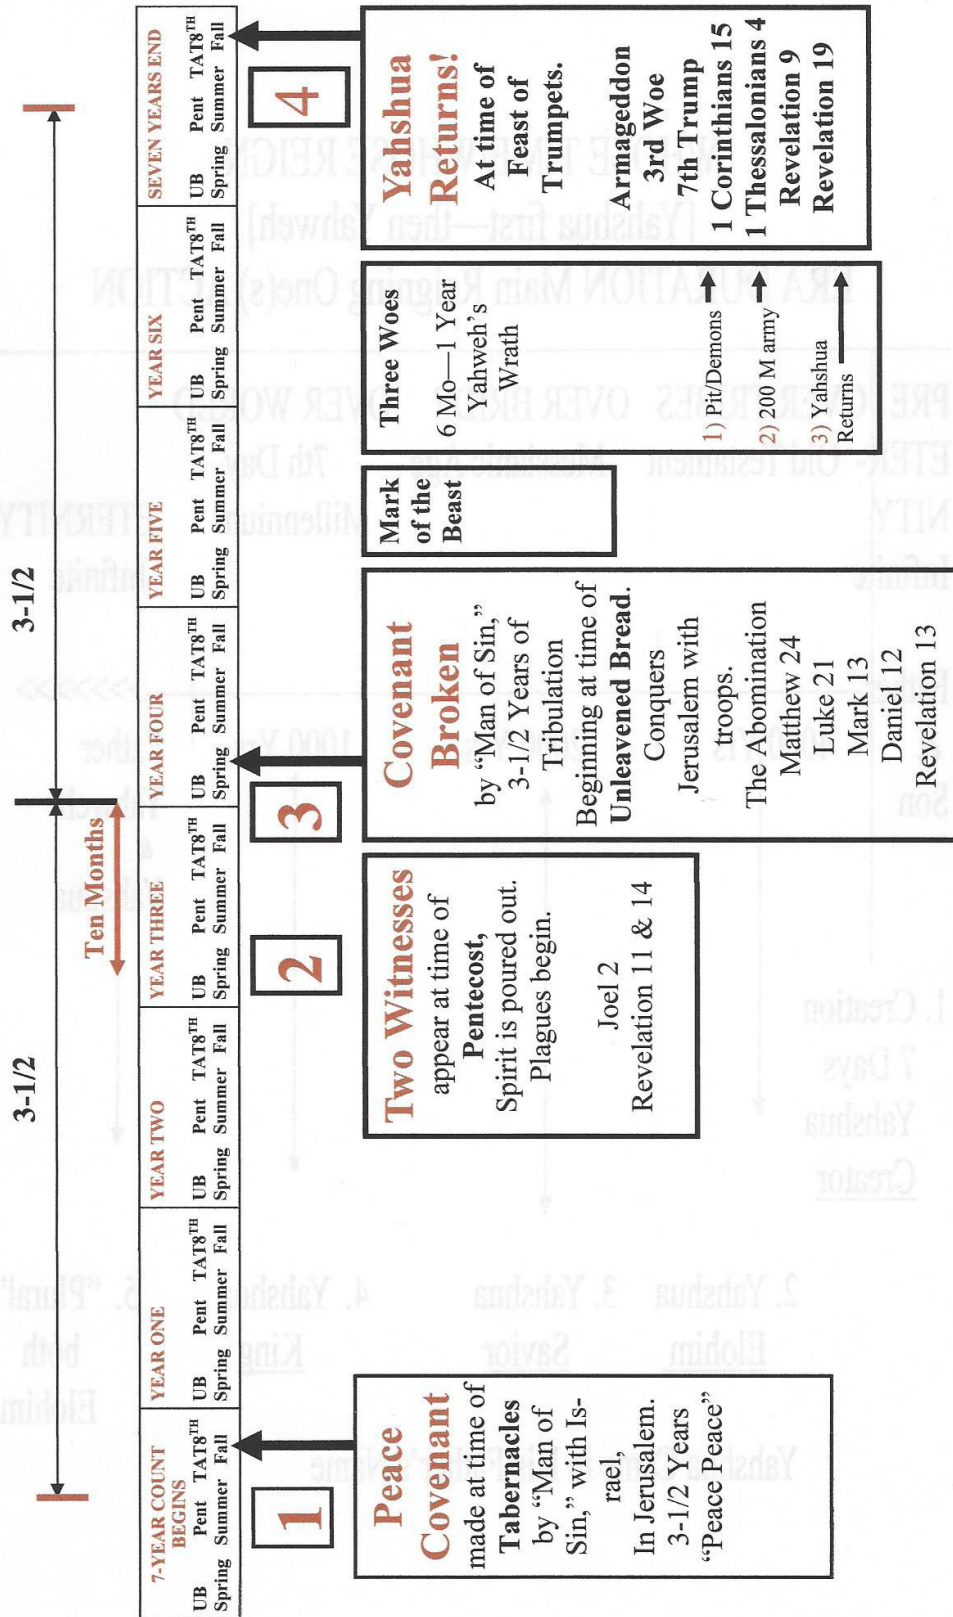 3-1/2
3-1/2
Ten Months
7-YEAR COUNT
BEGINS
UB Pent TAT8TH
Spring Summer Fall
YEAR ONE
UB Pent TAT8TH
Spring Summer Fall
YEAR TWO
UB Pent TAT8TH
Spring Summer Fall
YEAR THREE
UB Pent TAT8TH
Spring Summer Fall
YEAR FOUR
UB Pent TAT8TH
Spring Summer Fall
YEAR FIVE
UB Pent TAT8TH
Spring Summer Fall
YEAR SIX
UB Pent TAT8TH
Spring Summer Fall
SEVEN YEARS END
UB Pent TAT8TH
Spring Summer Fall
1
Peace
Covenant
made at time of
Tabernacles
by “Man of
Sin,” with Is-
rael,
In Jerusalem.
3-1/2 Years
“Peace Peace”
2
Two Witnesses
appear at time of
Pentecost,
Spirit is poured out.
Plagues begin.
Joel 2
Revelation 11 & 14
3
Covenant
Broken
by “Man of Sin,”
3-1/2 Years of
Tribulation
Beginning at time of
Unleavened Bread.
Conquers
Jerusalem with
troops.
The Abomination
Matthew 24
Luke 21
Mark 13
Daniel 12
Revelation 13
Mark
of the
Beast
Three Woes
6 Mo—1 Year
Yahweh's
Wrath
1) Pit/Demons
2) 200 M army
3) Yahshua
Returns
4
Yahshua
Returns!
At time of
Feast of
Trumpets.
Armageddon
3rd Woe
7th Trump
1 Corinthians 15
1 Thessalonians 4
Revelation 9
Revelation 19